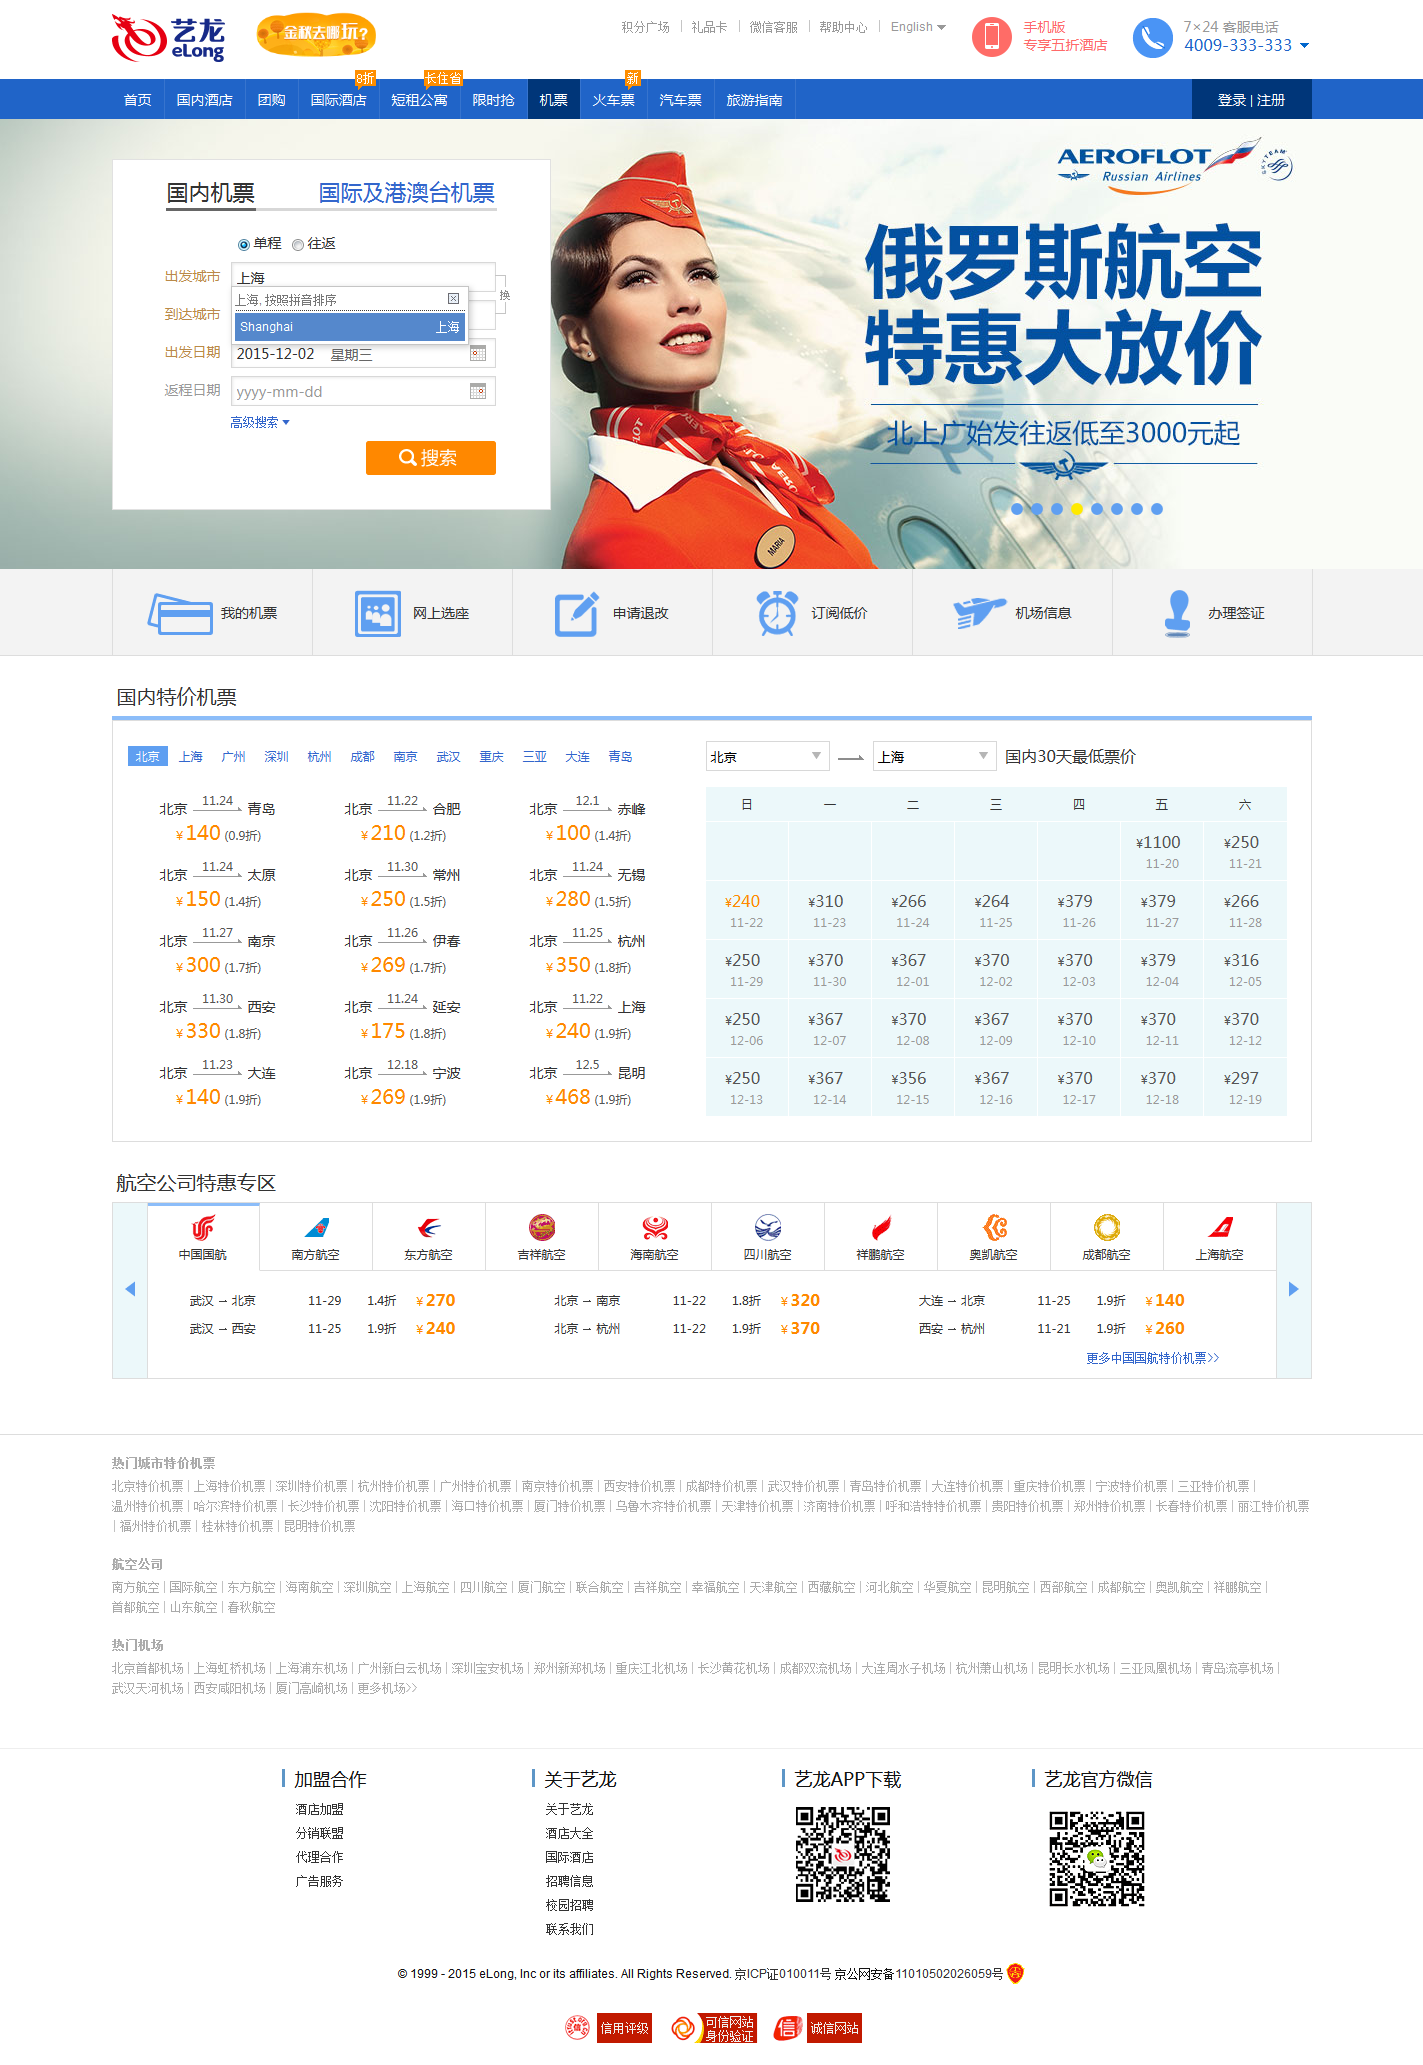 艺龙
eLong
金秋去哪玩?
积分广场
礼品卡
微信客服
帮助中心
English
手机版
专享五折酒店
7×24 客服电话
4009-333-333
8折
长住省
新
首页 国内酒店 团购 国际酒店 短租公寓 限时抢 机票 火车票 汽车票 旅游指南
登录 | 注册
国内机票
国际及港澳台机票
单程 往返
出发城市 上海
上海, 按照拼音排序
Shanghai 上海
换
到达城市
出发日期 2015-12-02 星期三
返程日期 yyyy-mm-dd
高级搜索
搜索
AEROFLOT
Russian Airlines
SKYTEAM
俄罗斯航空
特惠大放价
北上广始发往返低至3000元起
MARIA
我的机票 网上选座 申请退改 订阅低价 机场信息 办理签证
国内特价机票
北京 上海 广州 深圳 杭州 成都 南京 武汉 重庆 三亚 大连 青岛
北京 11.24 青岛
¥140 (0.9折)
北京 11.22 合肥
¥210 (1.2折)
北京 12.1 赤峰
¥100 (1.4折)
北京 11.24 太原
¥150 (1.4折)
北京 11.30 常州
¥250 (1.5折)
北京 11.24 无锡
¥280 (1.5折)
北京 11.27 南京
¥300 (1.7折)
北京 11.26 伊春
¥269 (1.7折)
北京 11.25 杭州
¥350 (1.8折)
北京 11.30 西安
¥330 (1.8折)
北京 11.24 延安
¥175 (1.8折)
北京 11.22 上海
¥240 (1.9折)
北京 11.23 大连
¥140 (1.9折)
北京 12.18 宁波
¥269 (1.9折)
北京 12.5 昆明
¥468 (1.9折)
北京 上海 国内30天最低票价
日 一 二 三 四 五 六
¥1100 ¥250
11-20 11-21
¥240 ¥310 ¥266 ¥264 ¥379 ¥379 ¥266
11-22 11-23 11-24 11-25 11-26 11-27 11-28
¥250 ¥370 ¥367 ¥370 ¥370 ¥379 ¥316
11-29 11-30 12-01 12-02 12-03 12-04 12-05
¥250 ¥367 ¥370 ¥367 ¥370 ¥370 ¥370
12-06 12-07 12-08 12-09 12-10 12-11 12-12
¥250 ¥367 ¥356 ¥367 ¥370 ¥370 ¥297
12-13 12-14 12-15 12-16 12-17 12-18 12-19
航空公司特惠专区
中国国航 南方航空 东方航空 吉祥航空 海南航空 四川航空 祥鹏航空 奥凯航空 成都航空 上海航空
武汉 → 北京 11-29 1.4折 ¥270 北京 → 南京 11-22 1.8折 ¥320 大连 → 北京 11-25 1.9折 ¥140
武汉 → 西安 11-25 1.9折 ¥240 北京 → 杭州 11-22 1.9折 ¥370 西安 → 杭州 11-21 1.9折 ¥260
更多中国国航特价机票>>
热门城市特价机票
北京特价机票 | 上海特价机票 | 深圳特价机票 | 杭州特价机票 | 广州特价机票 | 南京特价机票 | 西安特价机票 | 成都特价机票 | 武汉特价机票 | 青岛特价机票 | 大连特价机票 | 重庆特价机票 | 宁波特价机票 | 三亚特价机票 |
温州特价机票 | 哈尔滨特价机票 | 长沙特价机票 | 沈阳特价机票 | 海口特价机票 | 厦门特价机票 | 乌鲁木齐特价机票 | 天津特价机票 | 济南特价机票 | 呼和浩特特价机票 | 贵阳特价机票 | 郑州特价机票 | 长春特价机票 | 丽江特价机票
| 福州特价机票 | 桂林特价机票 | 昆明特价机票
航空公司
南方航空 | 国际航空 | 东方航空 | 海南航空 | 深圳航空 | 上海航空 | 四川航空 | 厦门航空 | 联合航空 | 吉祥航空 | 幸福航空 | 天津航空 | 西藏航空 | 河北航空 | 华夏航空 | 昆明航空 | 西部航空 | 成都航空 | 奥凯航空 | 祥鹏航空 |
首都航空 | 山东航空 | 春秋航空
热门机场
北京首都机场 | 上海虹桥机场 | 上海浦东机场 | 广州新白云机场 | 深圳宝安机场 | 郑州新郑机场 | 重庆江北机场 | 长沙黄花机场 | 成都双流机场 | 大连周水子机场 | 杭州萧山机场 | 昆明长水机场 | 三亚凤凰机场 | 青岛流亭机场 |
武汉天河机场 | 西安咸阳机场 | 厦门高崎机场 | 更多机场>>
加盟合作
酒店加盟
分销联盟
代理合作
广告服务
关于艺龙
关于艺龙
酒店大全
国际酒店
招聘信息
校园招聘
联系我们
艺龙APP下载
艺龙官方微信
© 1999 - 2015 eLong, Inc or its affiliates. All Rights Reserved. 京ICP证010011号 京公网安备11010502026059号
信用评级
可信网站
身份验证
信
诚信网站